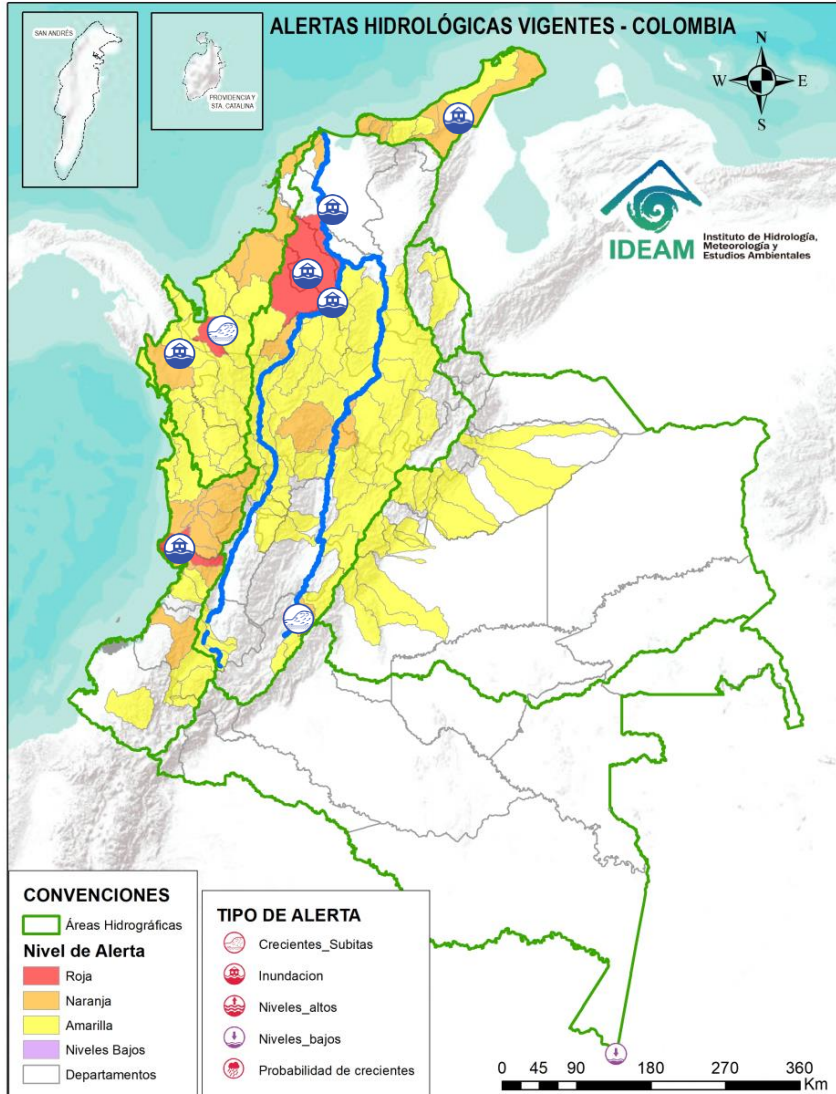 ALERTAS HIDROLÓGICAS VIGENTES - COLOMBIA
SAN ANDRÉS
PROVIDENCIA Y
STA. CATALINA
N
W
E
S
IDEAM
Instituto de Hidrología,
Meteorología y
Estudios Ambientales
CONVENCIONES
Áreas Hidrográficas
Nivel de Alerta
Roja
Naranja
Amarilla
Niveles Bajos
Departamentos
TIPO DE ALERTA
Crecientes_Subitas
Inundacion
Niveles_altos
Niveles_bajos
Probabilidad de crecientes
0 45 90 180 270 360
Km